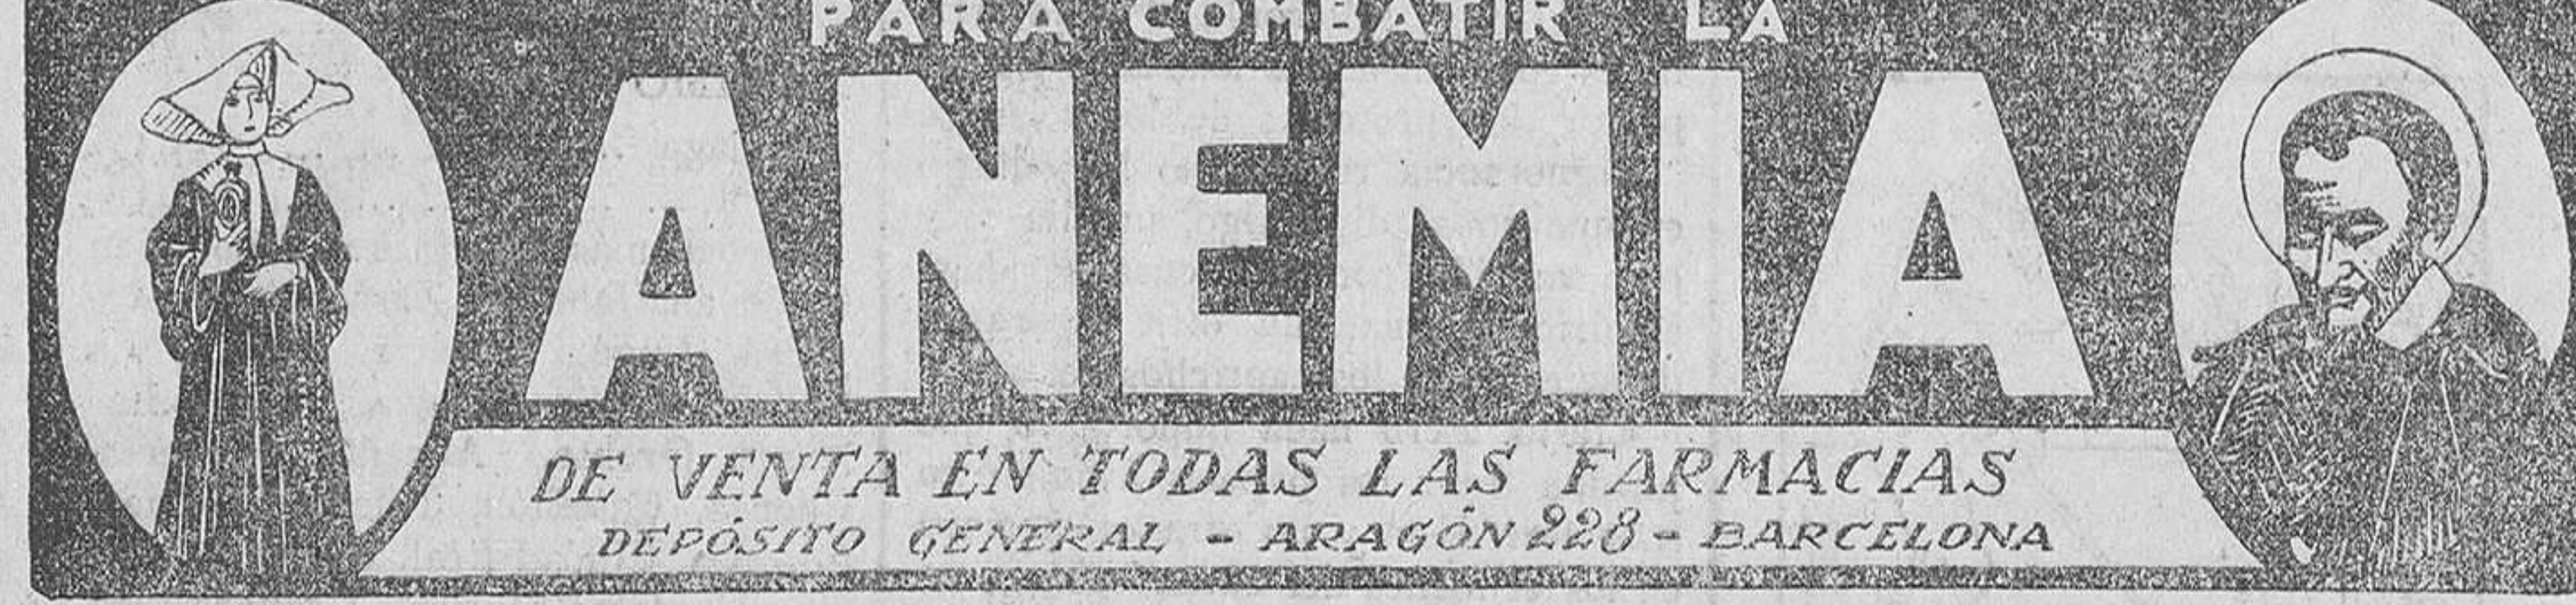 PARA COMBATIR LA
ANEMIA
DE VENTA EN TODAS LAS FARMACIAS
DEPÓSITO GENERAL - ARAGÓN 228 - BARCELONA